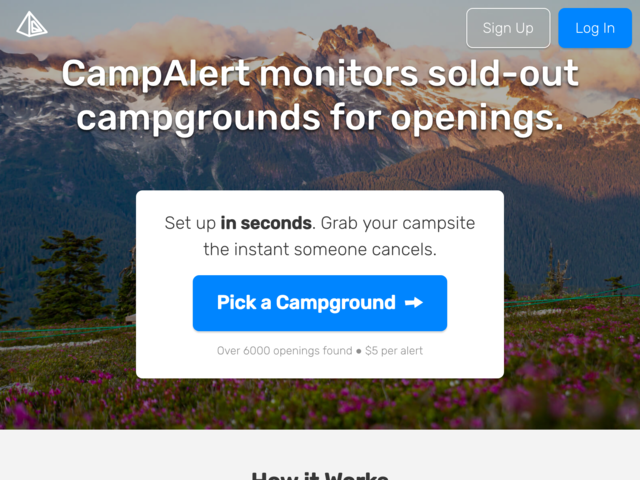 Sign Up
Log In
CampAlert monitors sold-out
campgrounds for openings.
Set up in seconds. Grab your campsite
the instant someone cancels.
Pick a Campground ➡
Over 6000 openings found ● $5 per alert
How it Works